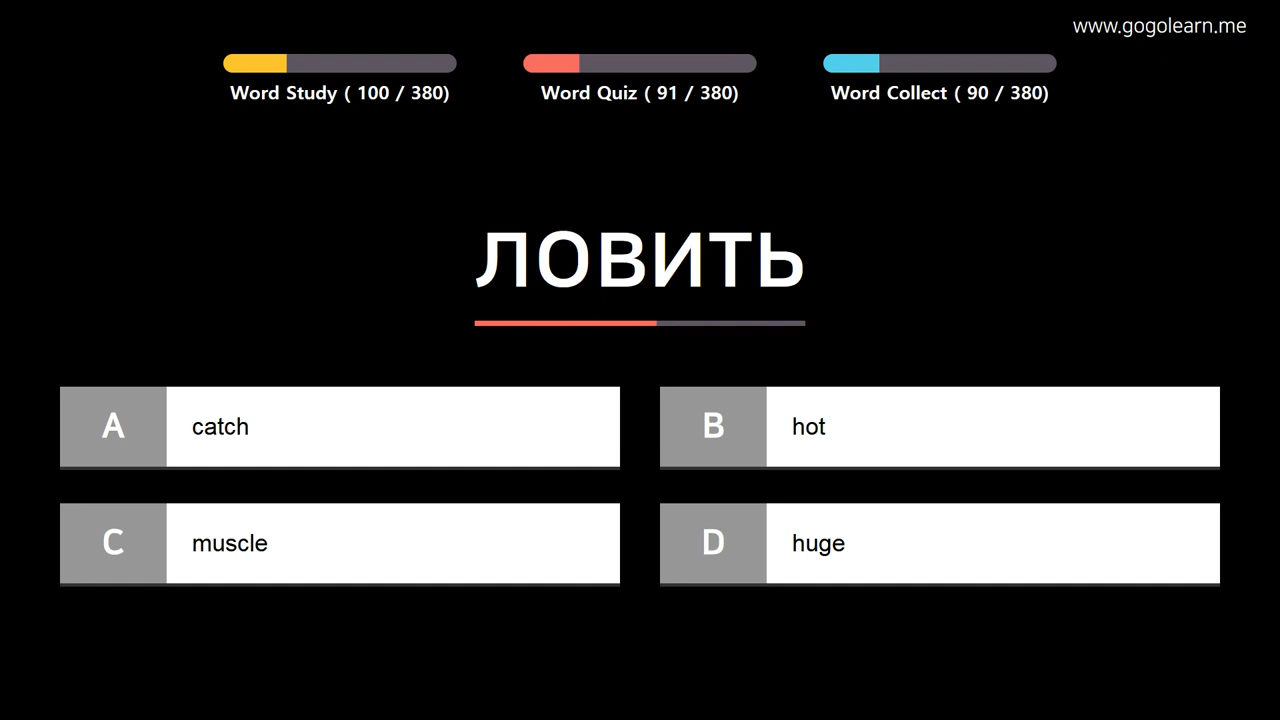 www.gogolearn.me
Word Study ( 100 / 380)
Word Quiz ( 91 / 380)
Word Collect ( 90 / 380)
ловить
A
catch
B
hot
C
muscle
D
huge